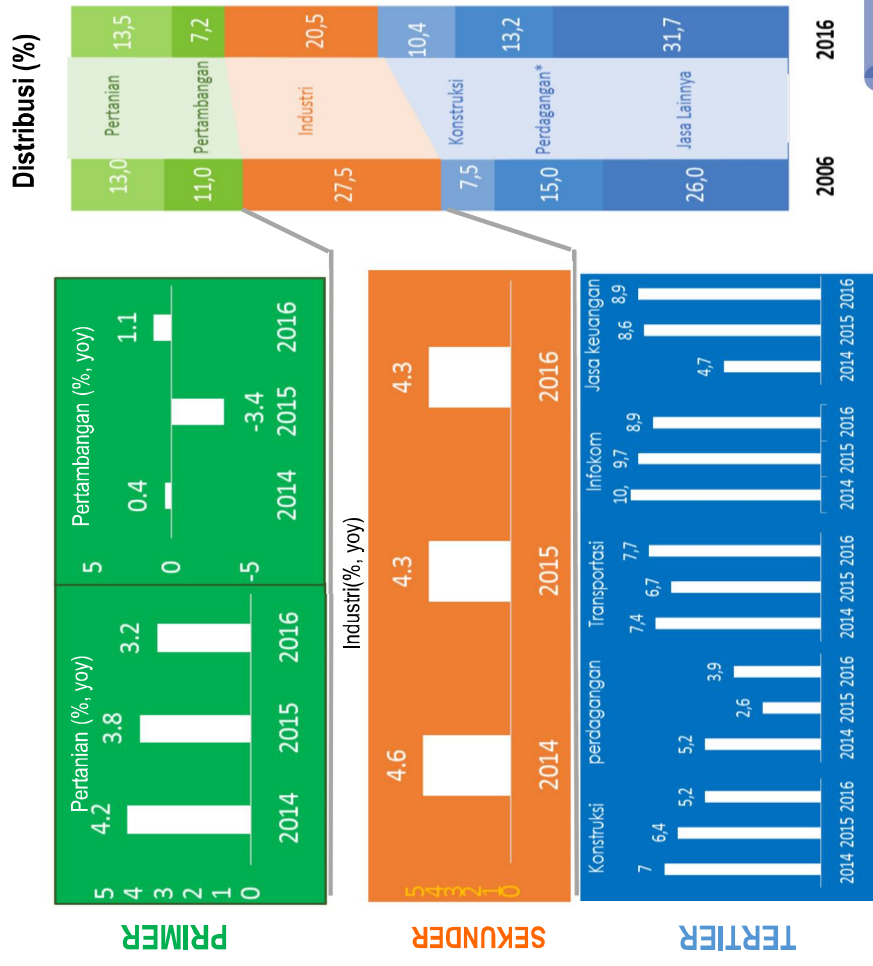 PRIMER
Pertanian (%, yoy)
5
4
3
2
1
0
4.2
3.8
3.2
2014
2015
2016
Pertambangan (%, yoy)
5
0
-5
0.4
-3.4
1.1
2014
2015
2016
SEKUNDER
Industri(%, yoy)
5
4
3
2
1
0
4.6
4.3
4.3
2014
2015
2016
TERTIER
Konstruksi
7
6,4
5,2
2014 2015 2016
perdagangan
5,2
2,6
3,9
2014 2015 2016
Transportasi
7,4
6,7
7,7
2014 2015 2016
Infokom
10,
9,7
8,9
2014 2015 2016
Jasa keuangan
4,7
8,6
8,9
2014 2015 2016
Distribusi (%)
13,0
Pertanian
13,5
11,0
Pertambangan
7,2
27,5
Industri
20,5
7,5
Konstruksi
10,4
15,0
Perdagangan*
13,2
26,0
Jasa Lainnya
31,7
2006
2016